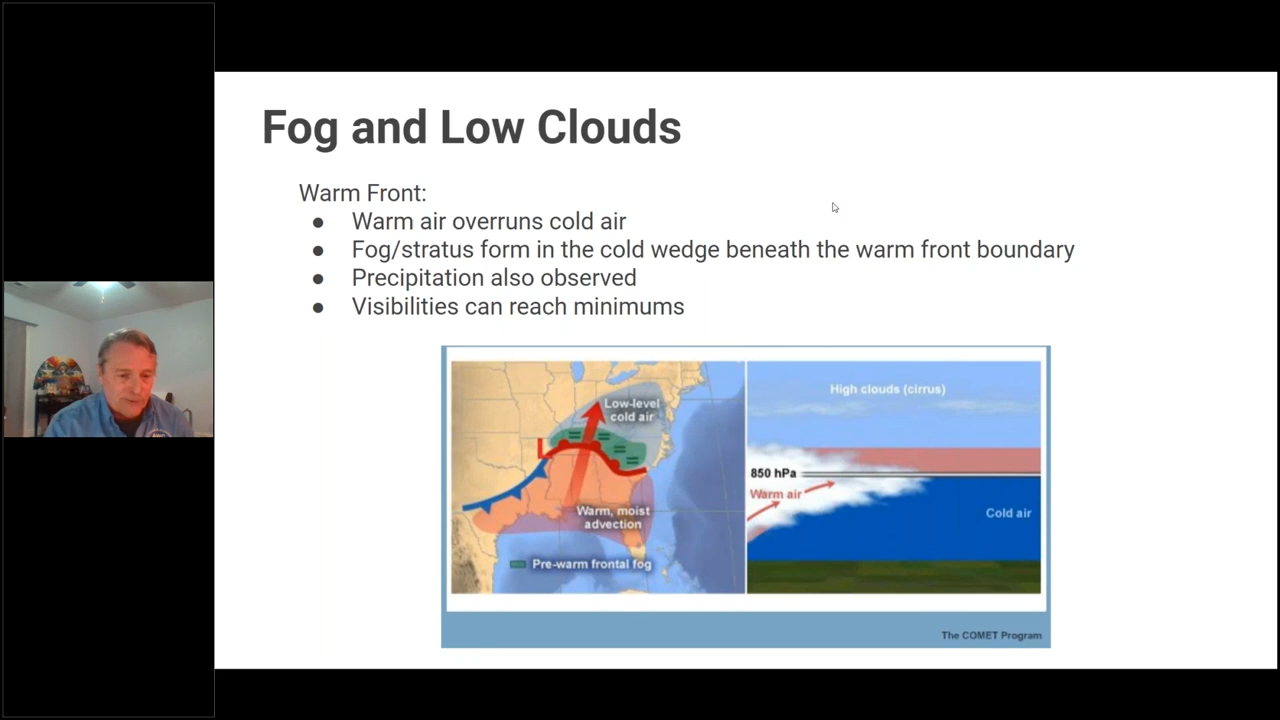 Fog and Low Clouds
Warm Front:
● Warm air overruns cold air
● Fog/stratus form in the cold wedge beneath the warm front boundary
● Precipitation also observed
● Visibilities can reach minimums
Low-level
cold air
L
Warm, moist
advection
Pre-warm frontal fog
High clouds (cirrus)
850 hPa
Warm air
Cold air
The COMET Program